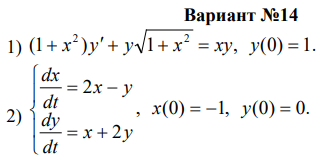 Вариант №14
1) (1 + x²)y′ + y√(1 + x²) = xy, y(0) = 1.
2) { dx/dt = 2x − y
dy/dt = x + 2y , x(0) = −1, y(0) = 0.